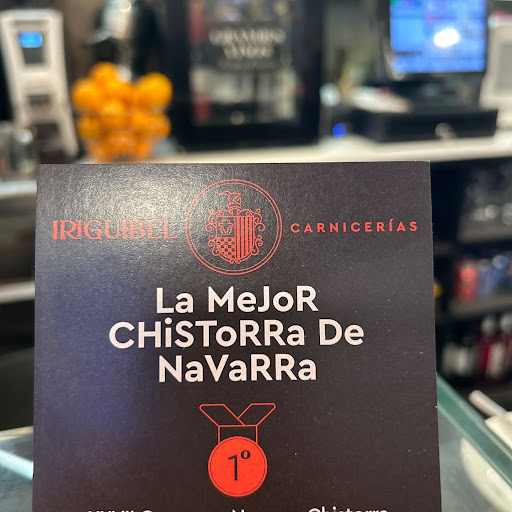 IRIGUIBEL CARNICERÍAS
La MeJoR
CHiSToRRa De
NaVaRRa
1º